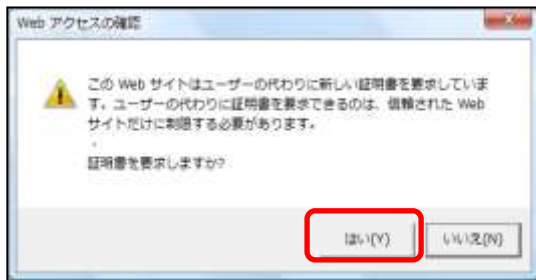 Web アクセスの確認
この Web サイトはユーザーの代わりに新しい証明書を要求していま
す。ユーザーの代わりに証明書を要求できるのは、信頼された Web
サイトだけに制限する必要があります。
.
証明書を要求しますか?
はい(Y)
いいえ(N)